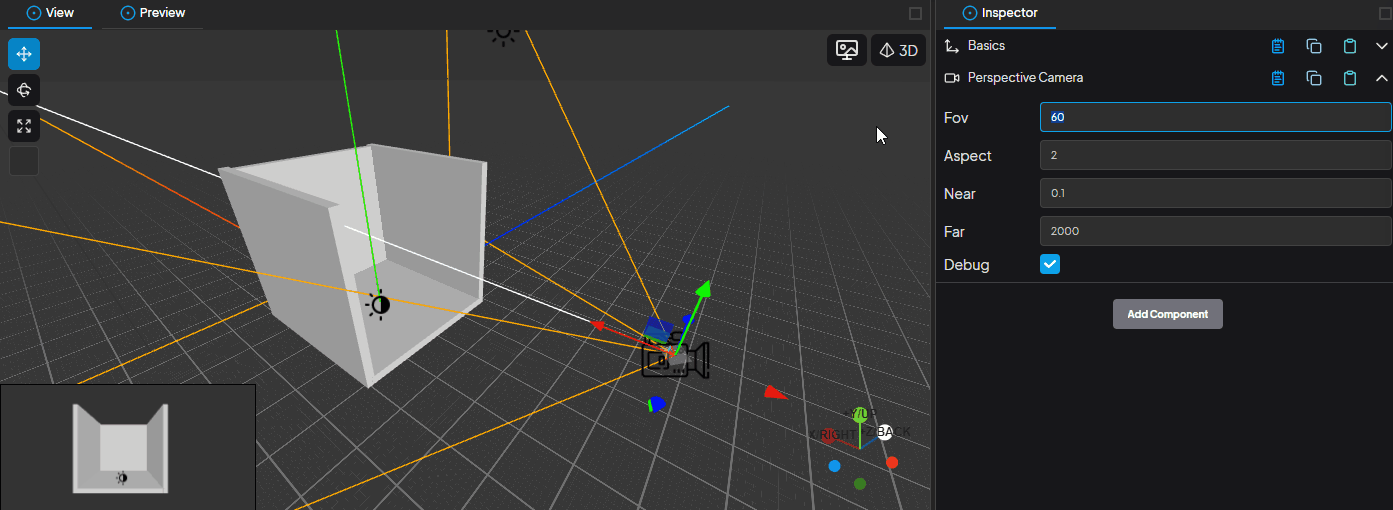 View
Preview
3D
Y/UP
X/RIGHT
Z/BACK
Inspector
Basics
Perspective Camera
Fov
60
Aspect
2
Near
0.1
Far
2000
Debug
Add Component